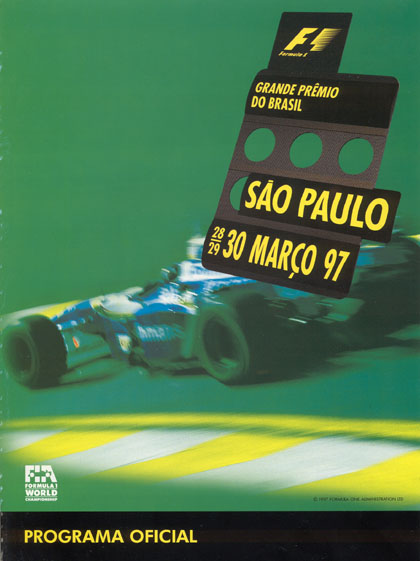 F1
Formula 1
GRANDE PRÊMIO
DO BRASIL
SÃO PAULO
28
29
30 MARÇO 97
FIA
FORMULA 1
WORLD
CHAMPIONSHIP
© 1997 FORMULA ONE ADMINISTRATION LTD
PROGRAMA OFICIAL